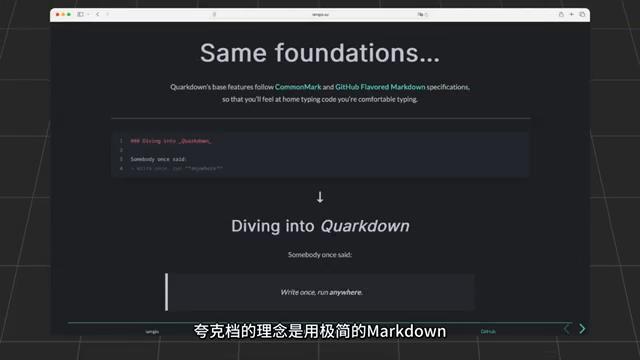 Same foundations...
Quarkdown's base features follow CommonMark and GitHub Flavored Markdown specifications,
so that you'll feel at home typing code you're comfortable typing.
1 ### Diving into _Quarkdown_
2
3 Somebody once said:
4 > Write once, run **anywhere**
↓
Diving into Quarkdown
Somebody once said:
Write once, run anywhere.
iamgio
GitHub
夸克档的理念是用极简的Markdown